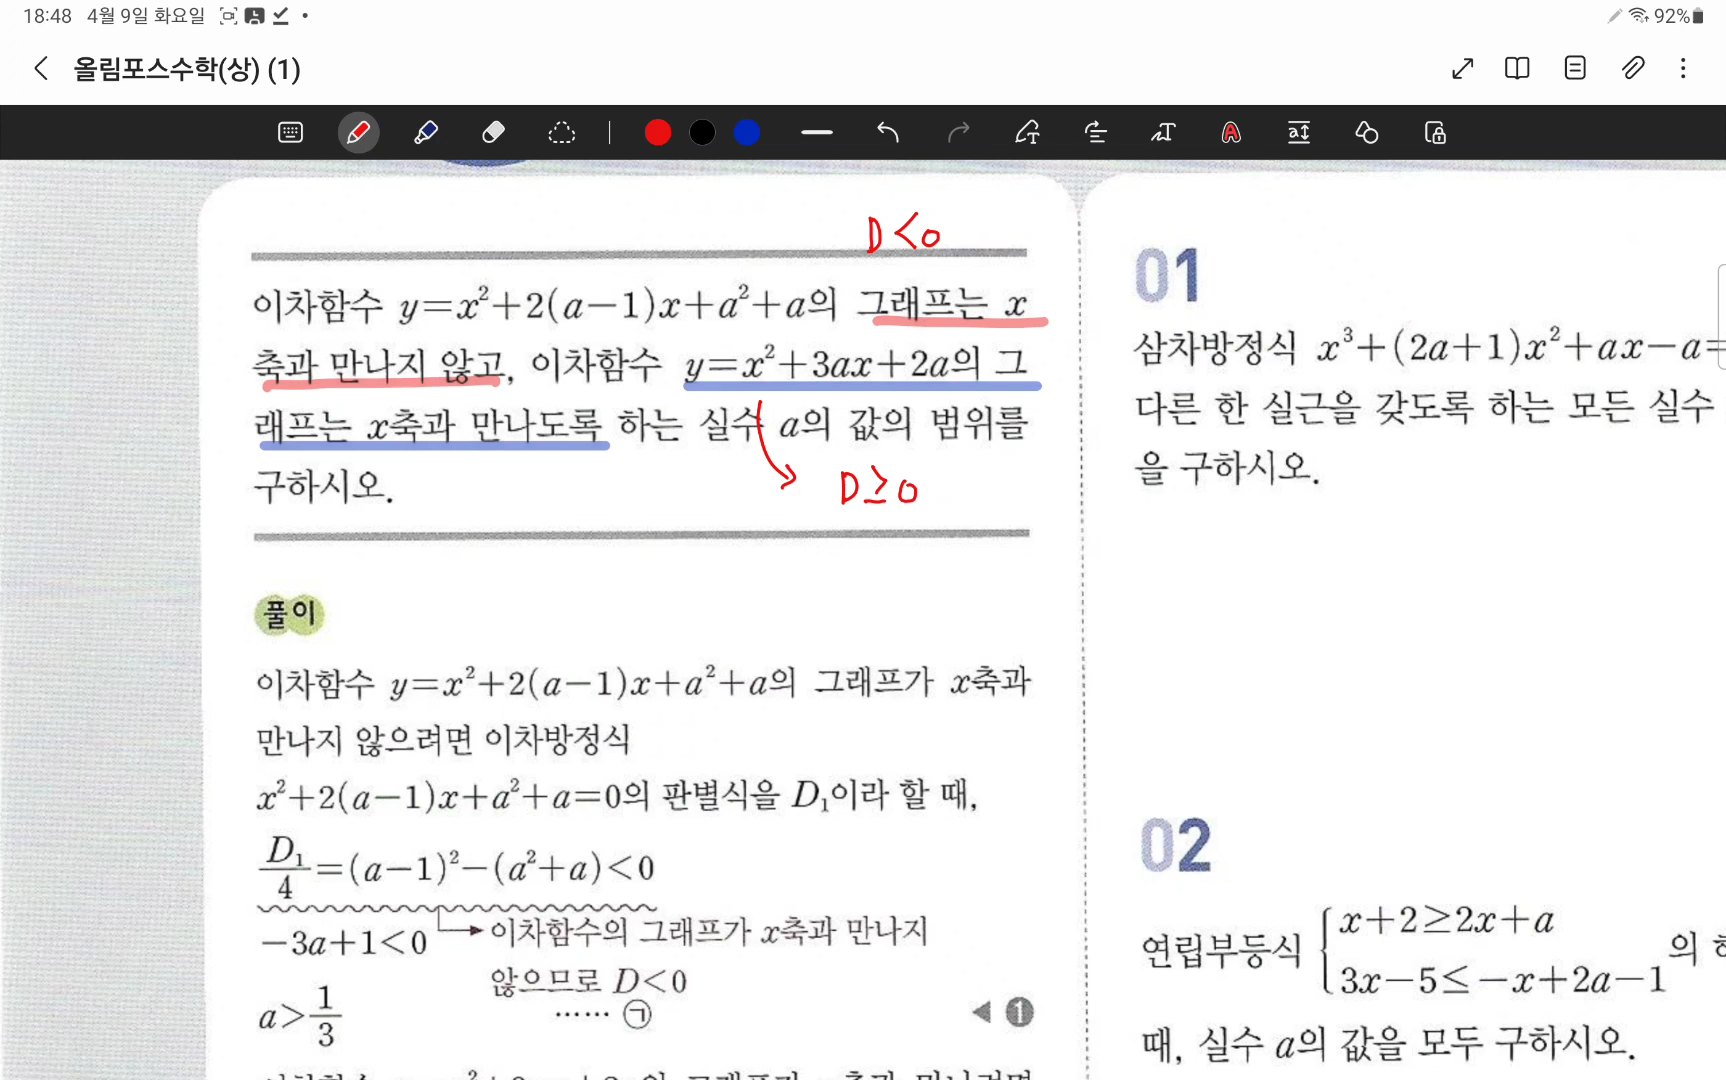 18:48 4월 9일 화요일
92%
올림포스수학(상) (1)
D<0
이차함수 y=x²+2(a-1)x+a²+a의 그래프는 x
축과 만나지 않고, 이차함수 y=x²+3ax+2a의 그
래프는 x축과 만나도록 하는 실수 a의 값의 범위를
구하시오.
D≥0
풀이
이차함수 y=x²+2(a-1)x+a²+a의 그래프가 x축과
만나지 않으려면 이차방정식
x²+2(a-1)x+a²+a=0의 판별식을 D₁이라 할 때,
D₁/4=(a-1)²-(a²+a)<0
-3a+1<0
이차함수의 그래프가 x축과 만나지
않으므로 D<0
a>1/3 …… ㉠ ◀ ❶
01
삼차방정식 x³+(2a+1)x²+ax-a=
다른 한 실근을 갖도록 하는 모든 실수
을 구하시오.
02
연립부등식 { x+2≥2x+a
3x-5≤-x+2a-1 의
때, 실수 a의 값을 모두 구하시오.